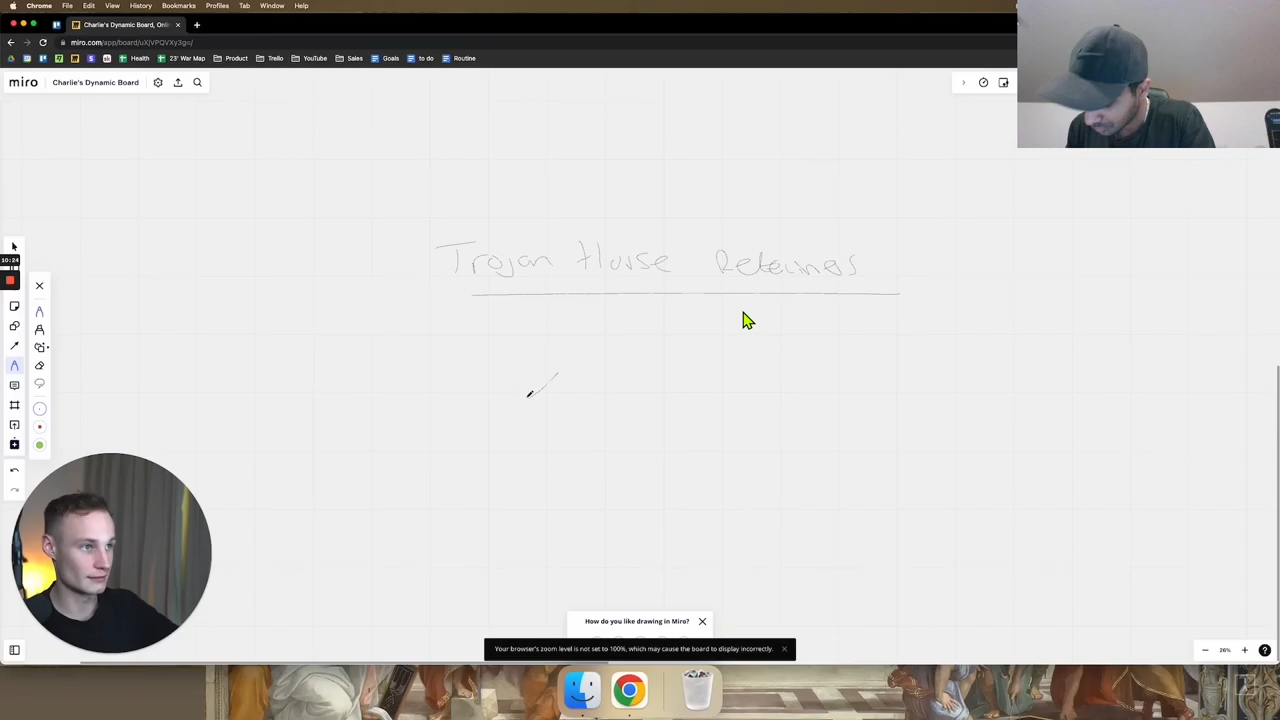 Chrome File Edit View History Bookmarks Profiles Tab Window Help
Charlie's Dynamic Board, Onli
miro.com/app/board/uXjVPQVXy3g=/
Health 23' War Map Product Trello YouTube Sales Goals to do Routine
miro Charlie's Dynamic Board
Trojan Horse Retainers
10:24
How do you like drawing in Miro?
Your browser's zoom level is not set to 100%, which may cause the board to display incorrectly.
26%